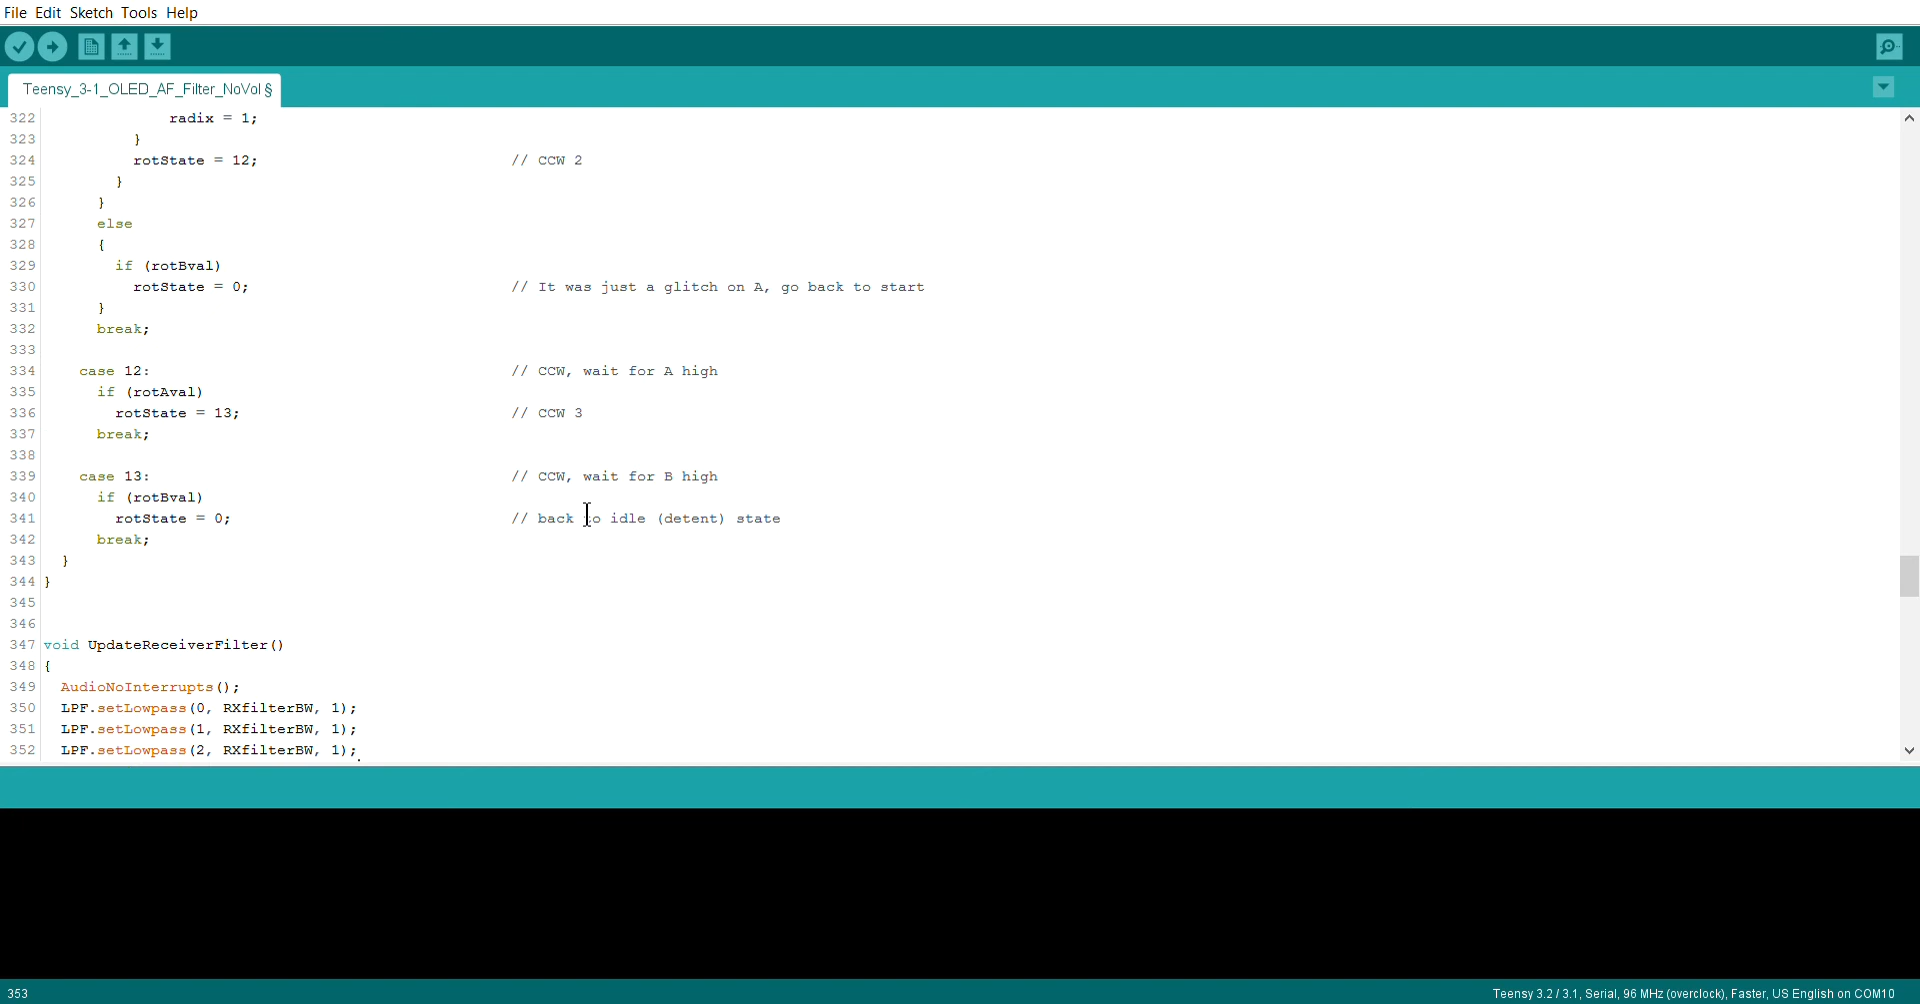 File Edit Sketch Tools Help
Teensy_3-1_OLED_AF_Filter_NoVol §
322 radix = 1;
323 }
324 rotState = 12; // CCW 2
325 }
326 }
327 else
328 {
329 if (rotBval)
330 rotState = 0; // It was just a glitch on A, go back to start
331 }
332 break;
333
334 case 12: // CCW, wait for A high
335 if (rotAval)
336 rotState = 13; // CCW 3
337 break;
338
339 case 13: // CCW, wait for B high
340 if (rotBval)
341 rotState = 0; // back to idle (detent) state
342 break;
343 }
344 }
345
346
347 void UpdateReceiverFilter()
348 {
349 AudioNoInterrupts();
350 LPF.setLowpass(0, RXfilterBW, 1);
351 LPF.setLowpass(1, RXfilterBW, 1);
352 LPF.setLowpass(2, RXfilterBW, 1);
353 Teensy 3.2 / 3.1, Serial, 96 MHz (overclock), Faster, US English on COM10